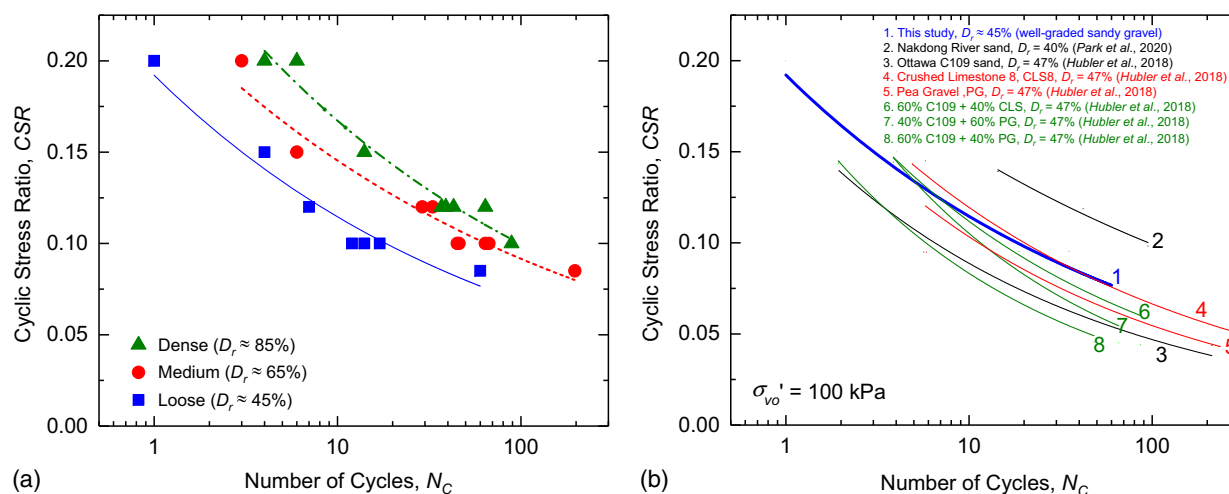 0.20
0.15
0.10
0.05
0.00
Cyclic Stress Ratio, CSR
Dense (Dr ≈ 85%)
Medium (Dr ≈ 65%)
Loose (Dr ≈ 45%)
1
10
100
Number of Cycles, NC
(a)
1. This study, Dr ≈ 45% (well-graded sandy gravel)
2. Nakdong River sand, Dr = 40% (Park et al., 2020)
3. Ottawa C109 sand, Dr = 47% (Hubler et al., 2018)
4. Crushed Limestone 8, CLS8, Dr = 47% (Hubler et al., 2018)
5. Pea Gravel ,PG, Dr = 47% (Hubler et al., 2018)
6. 60% C109 + 40% CLS, Dr = 47% (Hubler et al., 2018)
7. 40% C109 + 60% PG, Dr = 47% (Hubler et al., 2018)
8. 60% C109 + 40% PG, Dr = 47% (Hubler et al., 2018)
0.20
0.15
0.10
0.05
0.00
Cyclic Stress Ratio, CSR
2
1
4
6
7
5
8
3
σvo' = 100 kPa
1
10
100
Number of Cycles, NC
(b)